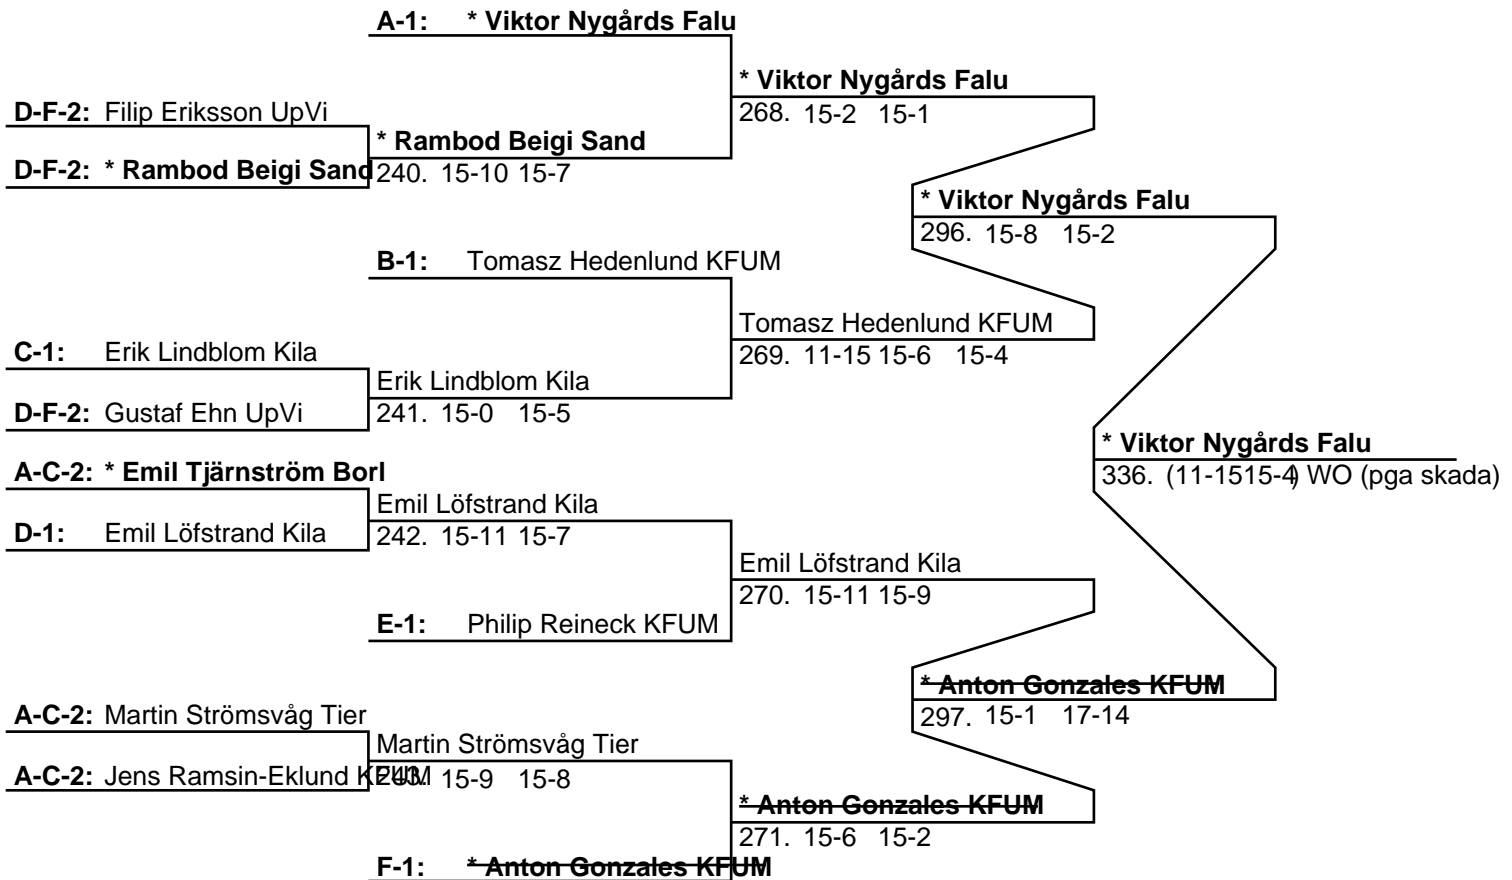 A-1: * Viktor Nygårds Falu
* Viktor Nygårds Falu
268. 15-2 15-1
D-F-2: Filip Eriksson UpVi
* Rambod Beigi Sand
D-F-2: * Rambod Beigi Sand
240. 15-10 15-7
* Viktor Nygårds Falu
296. 15-8 15-2
B-1: Tomasz Hedenlund KFUM
Tomasz Hedenlund KFUM
269. 11-15 15-6 15-4
C-1: Erik Lindblom Kila
Erik Lindblom Kila
D-F-2: Gustaf Ehn UpVi
241. 15-0 15-5
* Viktor Nygårds Falu
336. (11-1515-4) WO (pga skada)
A-C-2: * Emil Tjärnström Borl
Emil Löfstrand Kila
D-1: Emil Löfstrand Kila
242. 15-11 15-7
Emil Löfstrand Kila
270. 15-11 15-9
E-1: Philip Reineck KFUM
* Anton Gonzales KFUM
297. 15-1 17-14
A-C-2: Martin Strömsvåg Tier
Martin Strömsvåg Tier
A-C-2: Jens Ramsin-Eklund KFUM
243. 15-9 15-8
* Anton Gonzales KFUM
271. 15-6 15-2
F-1: * Anton Gonzales KFUM